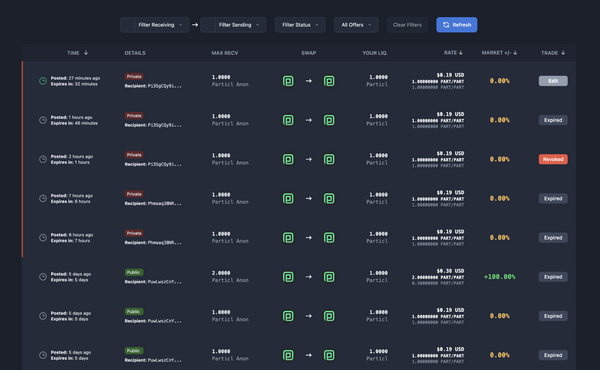 Filter Receiving
Filter Sending
Filter Status
All Offers
Clear Filters
Refresh
TIME DETAILS MAX RECV SWAP YOUR LIQ. RATE MARKET +/- TRADE
Posted: 27 minutes ago
Expires in: 32 minutes
Private
Recipient: Pi3SgCQy9i...
1.0000
Particl Anon
1.0000
Particl
$0.19 USD
1.00000000 PART/PART
1.00000000 PART/PART
0.00%
Edit
Posted: 1 hours ago
Expires in: 46 minutes
Private
Recipient: Pi3SgCQy9i...
1.0000
Particl Anon
1.0000
Particl
$0.19 USD
1.00000000 PART/PART
1.00000000 PART/PART
0.00%
Expired
Posted: 2 hours ago
Expires in: 1 hours
Private
Recipient: Pi3SgCQy9i...
1.0000
Particl Anon
1.0000
Particl
$0.19 USD
1.00000000 PART/PART
1.00000000 PART/PART
0.00%
Revoked
Posted: 7 hours ago
Expires in: 6 hours
Private
Recipient: Phmaaq3BNR...
1.0000
Particl Anon
1.0000
Particl
$0.19 USD
1.00000000 PART/PART
1.00000000 PART/PART
0.00%
Expired
Posted: 8 hours ago
Expires in: 7 hours
Private
Recipient: Phmaaq3BNR...
1.0000
Particl Anon
1.0000
Particl
$0.19 USD
1.00000000 PART/PART
1.00000000 PART/PART
0.00%
Expired
Posted: 5 days ago
Expires in: 5 days
Public
Recipient: PuwLwszCnY...
2.0000
Particl Anon
1.0000
Particl
$0.38 USD
2.00000000 PART/PART
0.50000000 PART/PART
+100.00%
Expired
Posted: 5 days ago
Expires in: 5 days
Public
Recipient: PuwLwszCnY...
1.0000
Particl Anon
1.0000
Particl
$0.19 USD
1.00000000 PART/PART
1.00000000 PART/PART
0.00%
Expired
Posted: 5 days ago
Expires in: 5 days
Public
Recipient: PuwLwszCnY...
1.0000
Particl Anon
1.0000
Particl
$0.19 USD
1.00000000 PART/PART
1.00000000 PART/PART
0.00%
Expired